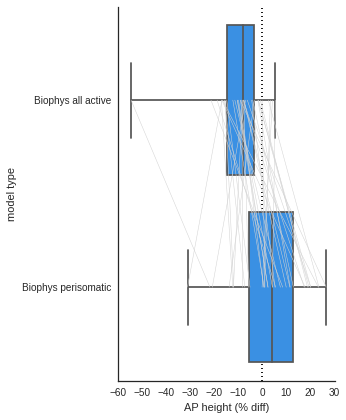 Biophys all active
model type
Biophys perisomatic
-60 -50 -40 -30 -20 -10 0 10 20 30
AP height (% diff)